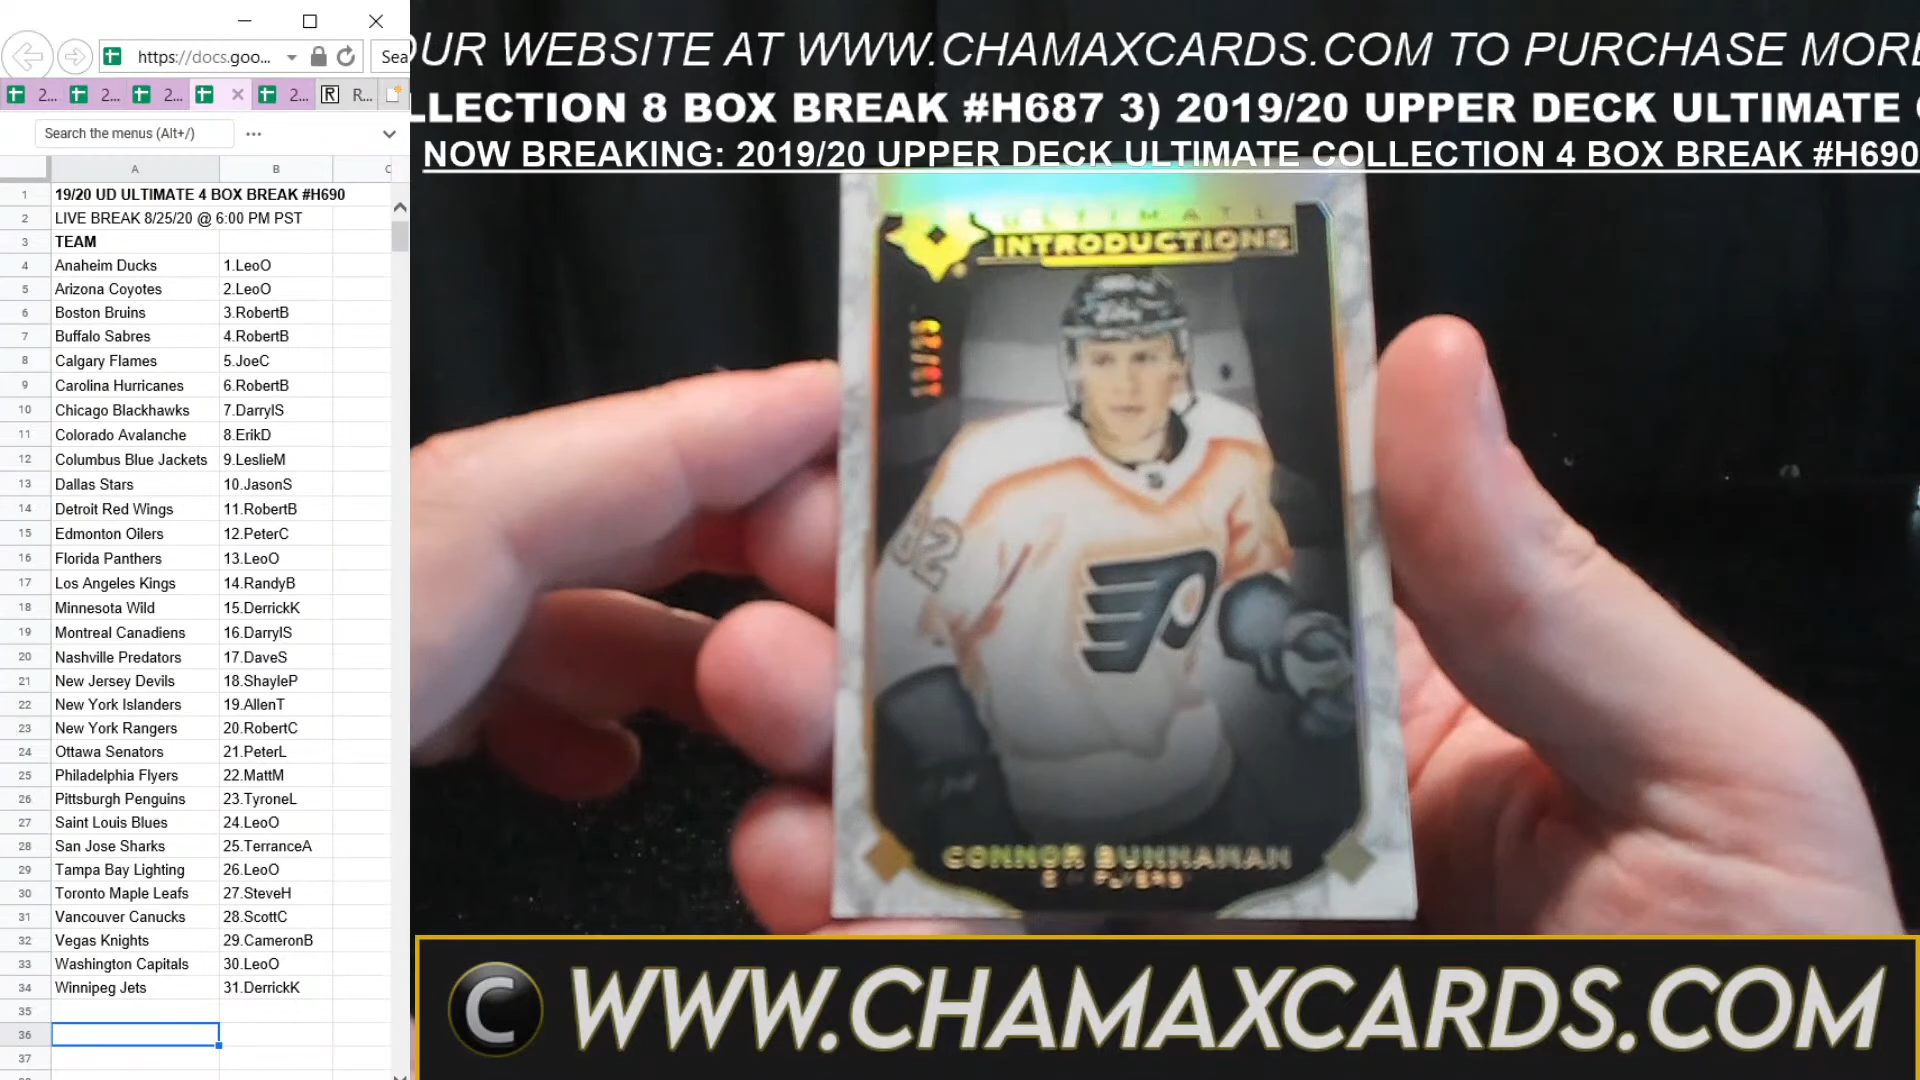 https://docs.goo...
Sea
2...
2...
2...
2...
R R...
Search the menus (Alt+/)
A B C
1 19/20 UD ULTIMATE 4 BOX BREAK #H690
2 LIVE BREAK 8/25/20 @ 6:00 PM PST
3 TEAM
4 Anaheim Ducks 1.LeoO
5 Arizona Coyotes 2.LeoO
6 Boston Bruins 3.RobertB
7 Buffalo Sabres 4.RobertB
8 Calgary Flames 5.JoeC
9 Carolina Hurricanes 6.RobertB
10 Chicago Blackhawks 7.DarrylS
11 Colorado Avalanche 8.ErikD
12 Columbus Blue Jackets 9.LeslieM
13 Dallas Stars 10.JasonS
14 Detroit Red Wings 11.RobertB
15 Edmonton Oilers 12.PeterC
16 Florida Panthers 13.LeoO
17 Los Angeles Kings 14.RandyB
18 Minnesota Wild 15.DerrickK
19 Montreal Canadiens 16.DarrylS
20 Nashville Predators 17.DaveS
21 New Jersey Devils 18.ShayleP
22 New York Islanders 19.AllenT
23 New York Rangers 20.RobertC
24 Ottawa Senators 21.PeterL
25 Philadelphia Flyers 22.MattM
26 Pittsburgh Penguins 23.TyroneL
27 Saint Louis Blues 24.LeoO
28 San Jose Sharks 25.TerranceA
29 Tampa Bay Lighting 26.LeoO
30 Toronto Maple Leafs 27.SteveH
31 Vancouver Canucks 28.ScottC
32 Vegas Knights 29.CameronB
33 Washington Capitals 30.LeoO
34 Winnipeg Jets 31.DerrickK
35
36
37
OUR WEBSITE AT WWW.CHAMAXCARDS.COM TO PURCHASE MORE
LLECTION 8 BOX BREAK #H687 3) 2019/20 UPPER DECK ULTIMATE
NOW BREAKING: 2019/20 UPPER DECK ULTIMATE COLLECTION 4 BOX BREAK #H690
ULTIMATE
INTRODUCTIONS
CONNOR BUNNAMAN
FLYERS
C WWW.CHAMAXCARDS.COM